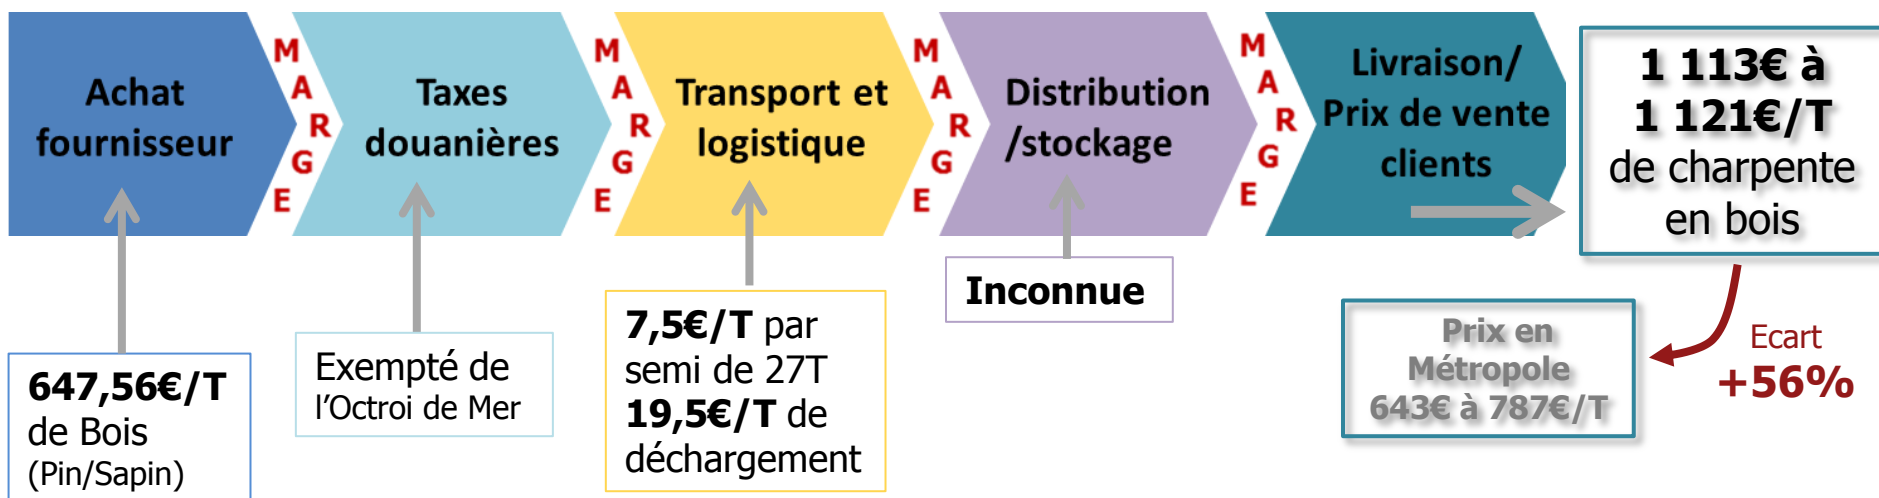 Achat
fournisseur
MARGE
Taxes
douanières
MARGE
Transport et
logistique
MARGE
Distribution
/stockage
MARGE
Livraison/
Prix de vente
clients
1 113€ à
1 121€/T
de charpente
en bois
647,56€/T
de Bois
(Pin/Sapin)
Exempté de
l'Octroi de Mer
7,5€/T par
semi de 27T
19,5€/T de
déchargement
Inconnue
Prix en
Métropole
643€ à 787€/T
Ecart
+56%